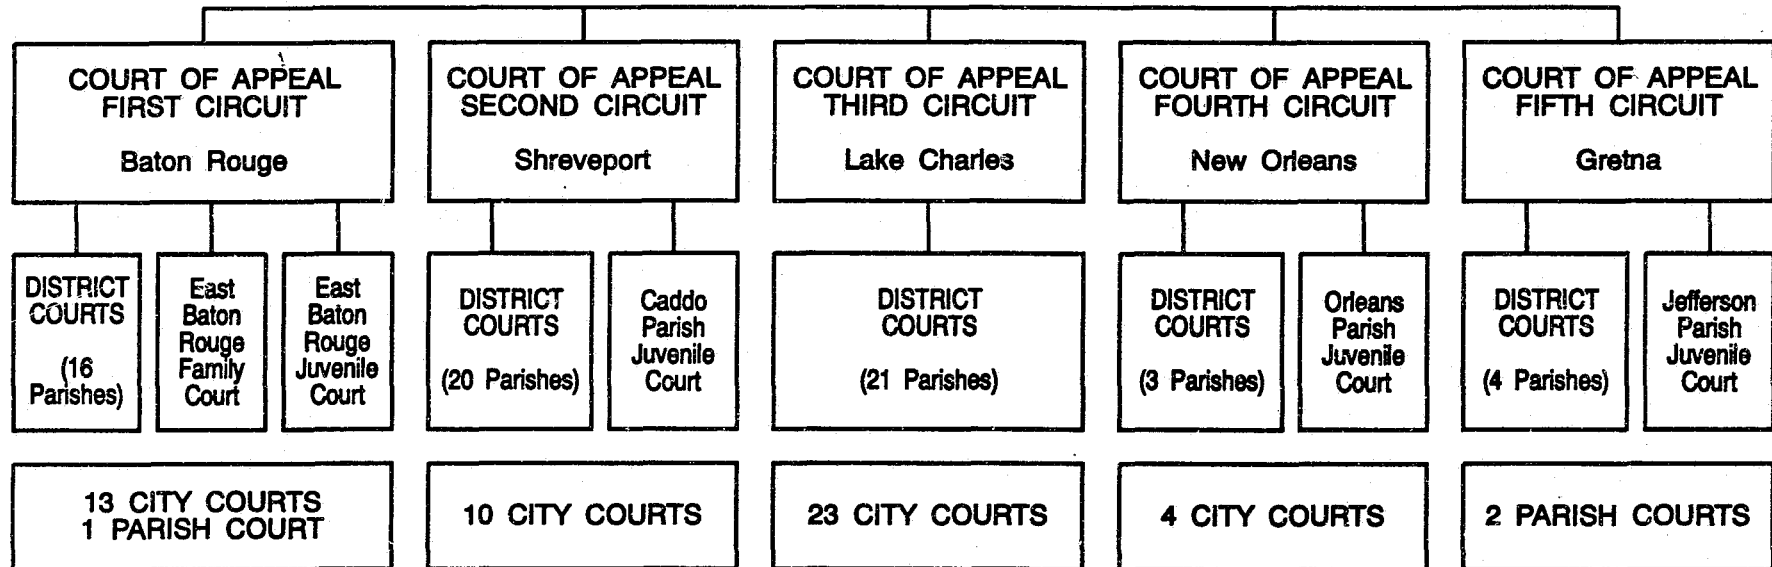 COURT OF APPEAL
FIRST CIRCUIT
Baton Rouge
COURT OF APPEAL
SECOND CIRCUIT
Shreveport
COURT OF APPEAL
THIRD CIRCUIT
Lake Charles
COURT OF APPEAL
FOURTH CIRCUIT
New Orleans
COURT OF APPEAL
FIFTH CIRCUIT
Gretna
DISTRICT
COURTS
(16
Parishes)
East
Baton
Rouge
Family
Court
East
Baton
Rouge
Juvenile
Court
DISTRICT
COURTS
(20 Parishes)
Caddo
Parish
Juvenile
Court
DISTRICT
COURTS
(21 Parishes)
DISTRICT
COURTS
(3 Parishes)
Orleans
Parish
Juvenile
Court
DISTRICT
COURTS
(4 Parishes)
Jefferson
Parish
Juvenile
Court
13 CITY COURTS
1 PARISH COURT
10 CITY COURTS
23 CITY COURTS
4 CITY COURTS
2 PARISH COURTS